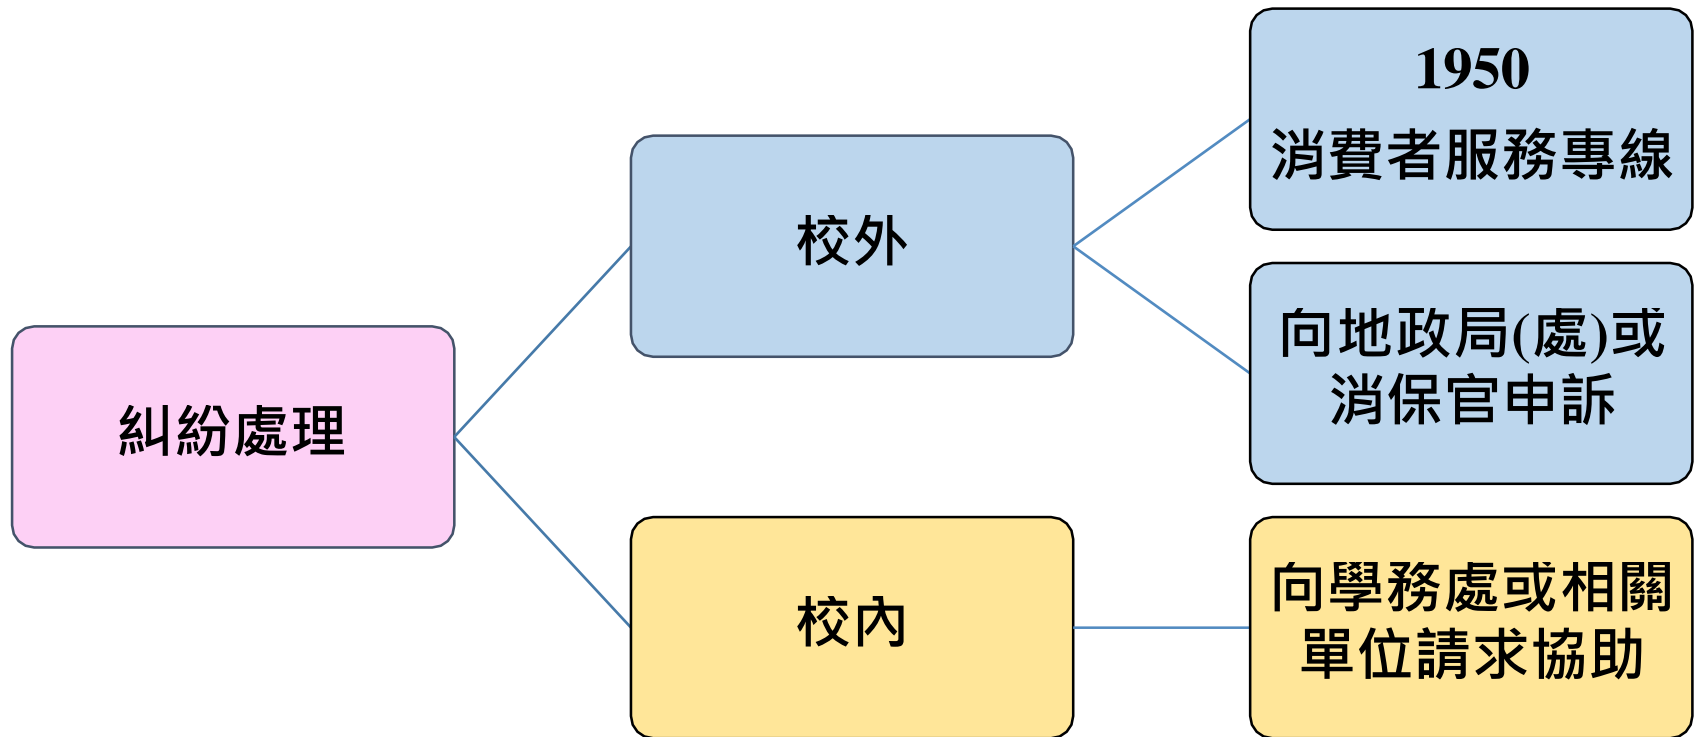 糾紛處理
校外
1950
消費者服務專線
向地政局(處)或
消保官申訴
校內
向學務處或相關
單位請求協助